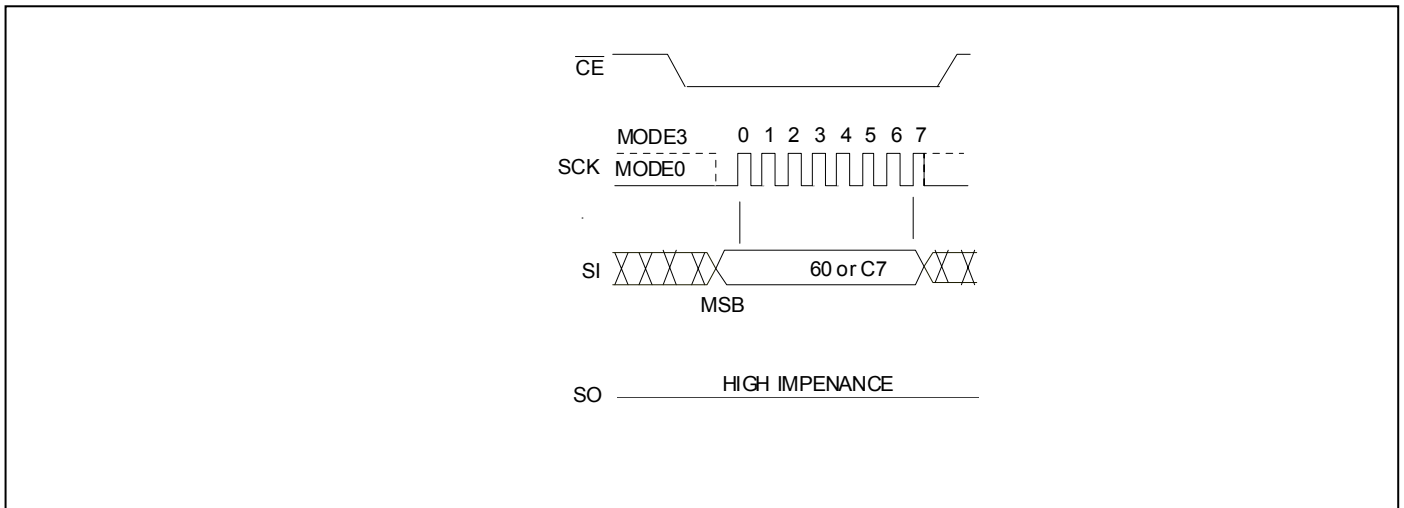 CE
MODE3 0 1 2 3 4 5 6 7
SCK MODE0
SI 60 or C7
MSB
SO HIGH IMPENANCE